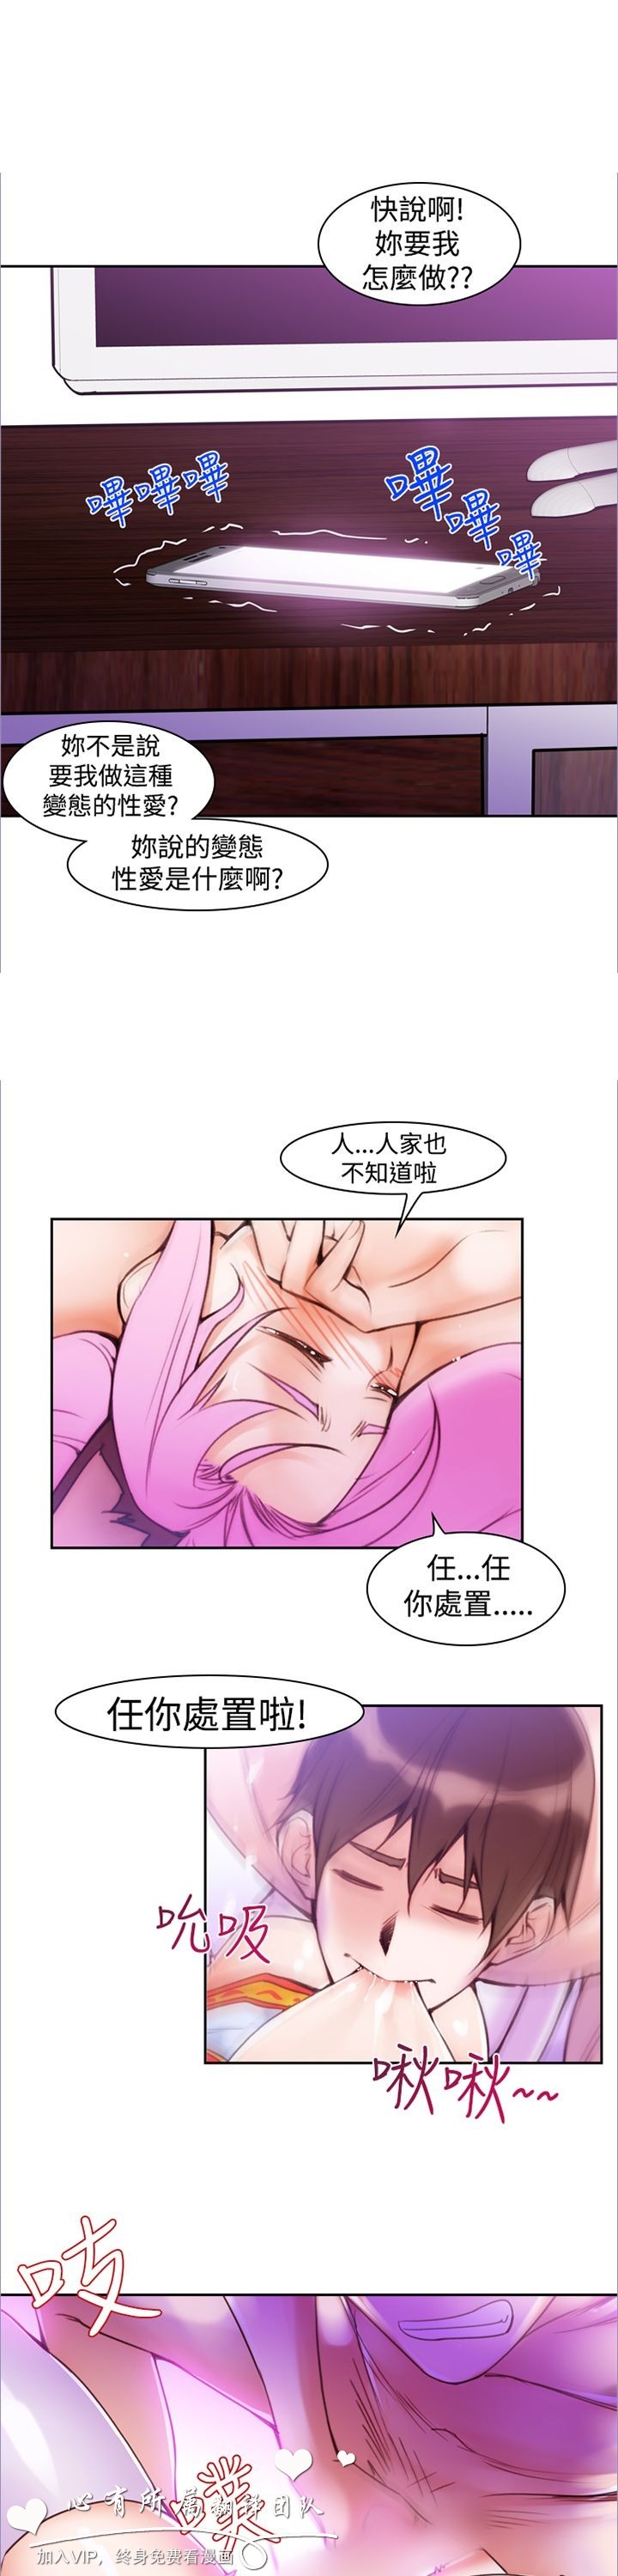 快說啊!
妳要我
怎麼做??
嗶嗶嗶
嗶嗶嗶
妳不是說
要我做這種
變態的性愛?
妳說的變態
性愛是什麼啊?
人...人家也
不知道啦
任...任
你處置.....
任你處置啦!
吮吸
啾啾~~
吱
噗
心有所属翻译团队
加入VIP，终身免费看漫画